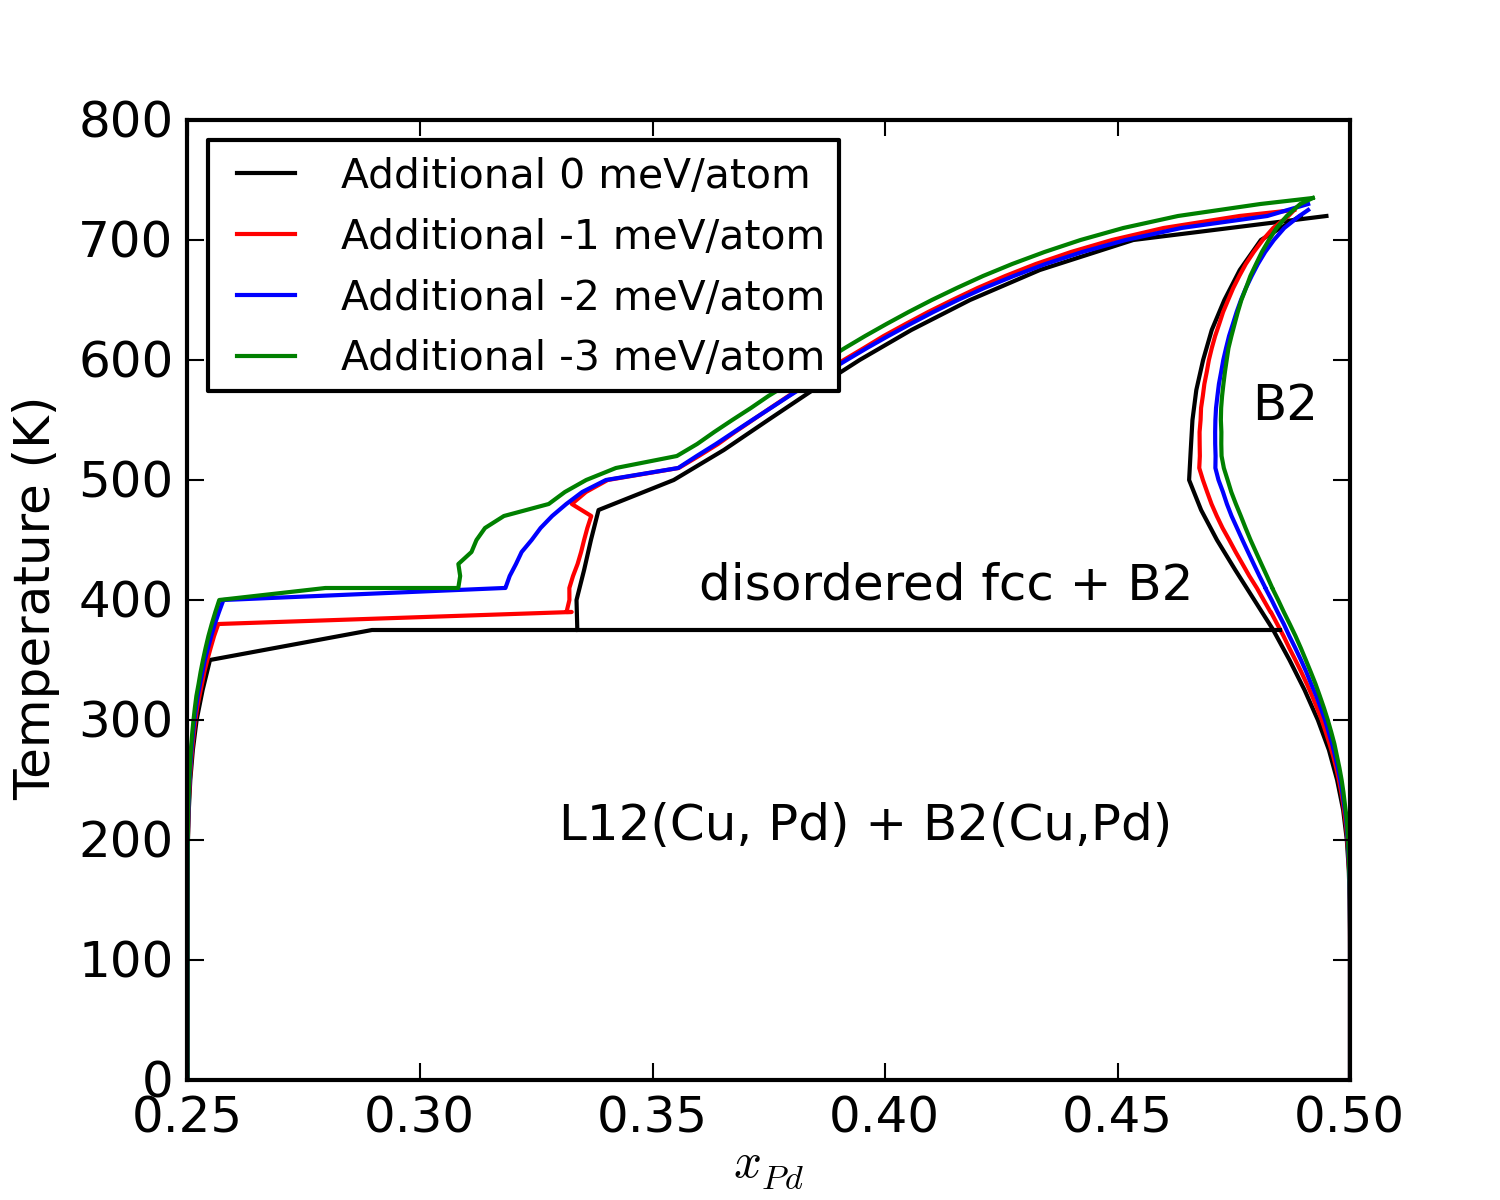 800
700
600
500
400
300
200
100
0
Temperature (K)
Additional 0 meV/atom
Additional -1 meV/atom
Additional -2 meV/atom
Additional -3 meV/atom
B2
disordered fcc + B2
L12(Cu, Pd) + B2(Cu,Pd)
0.25 0.30 0.35 0.40 0.45 0.50
x_{Pd}